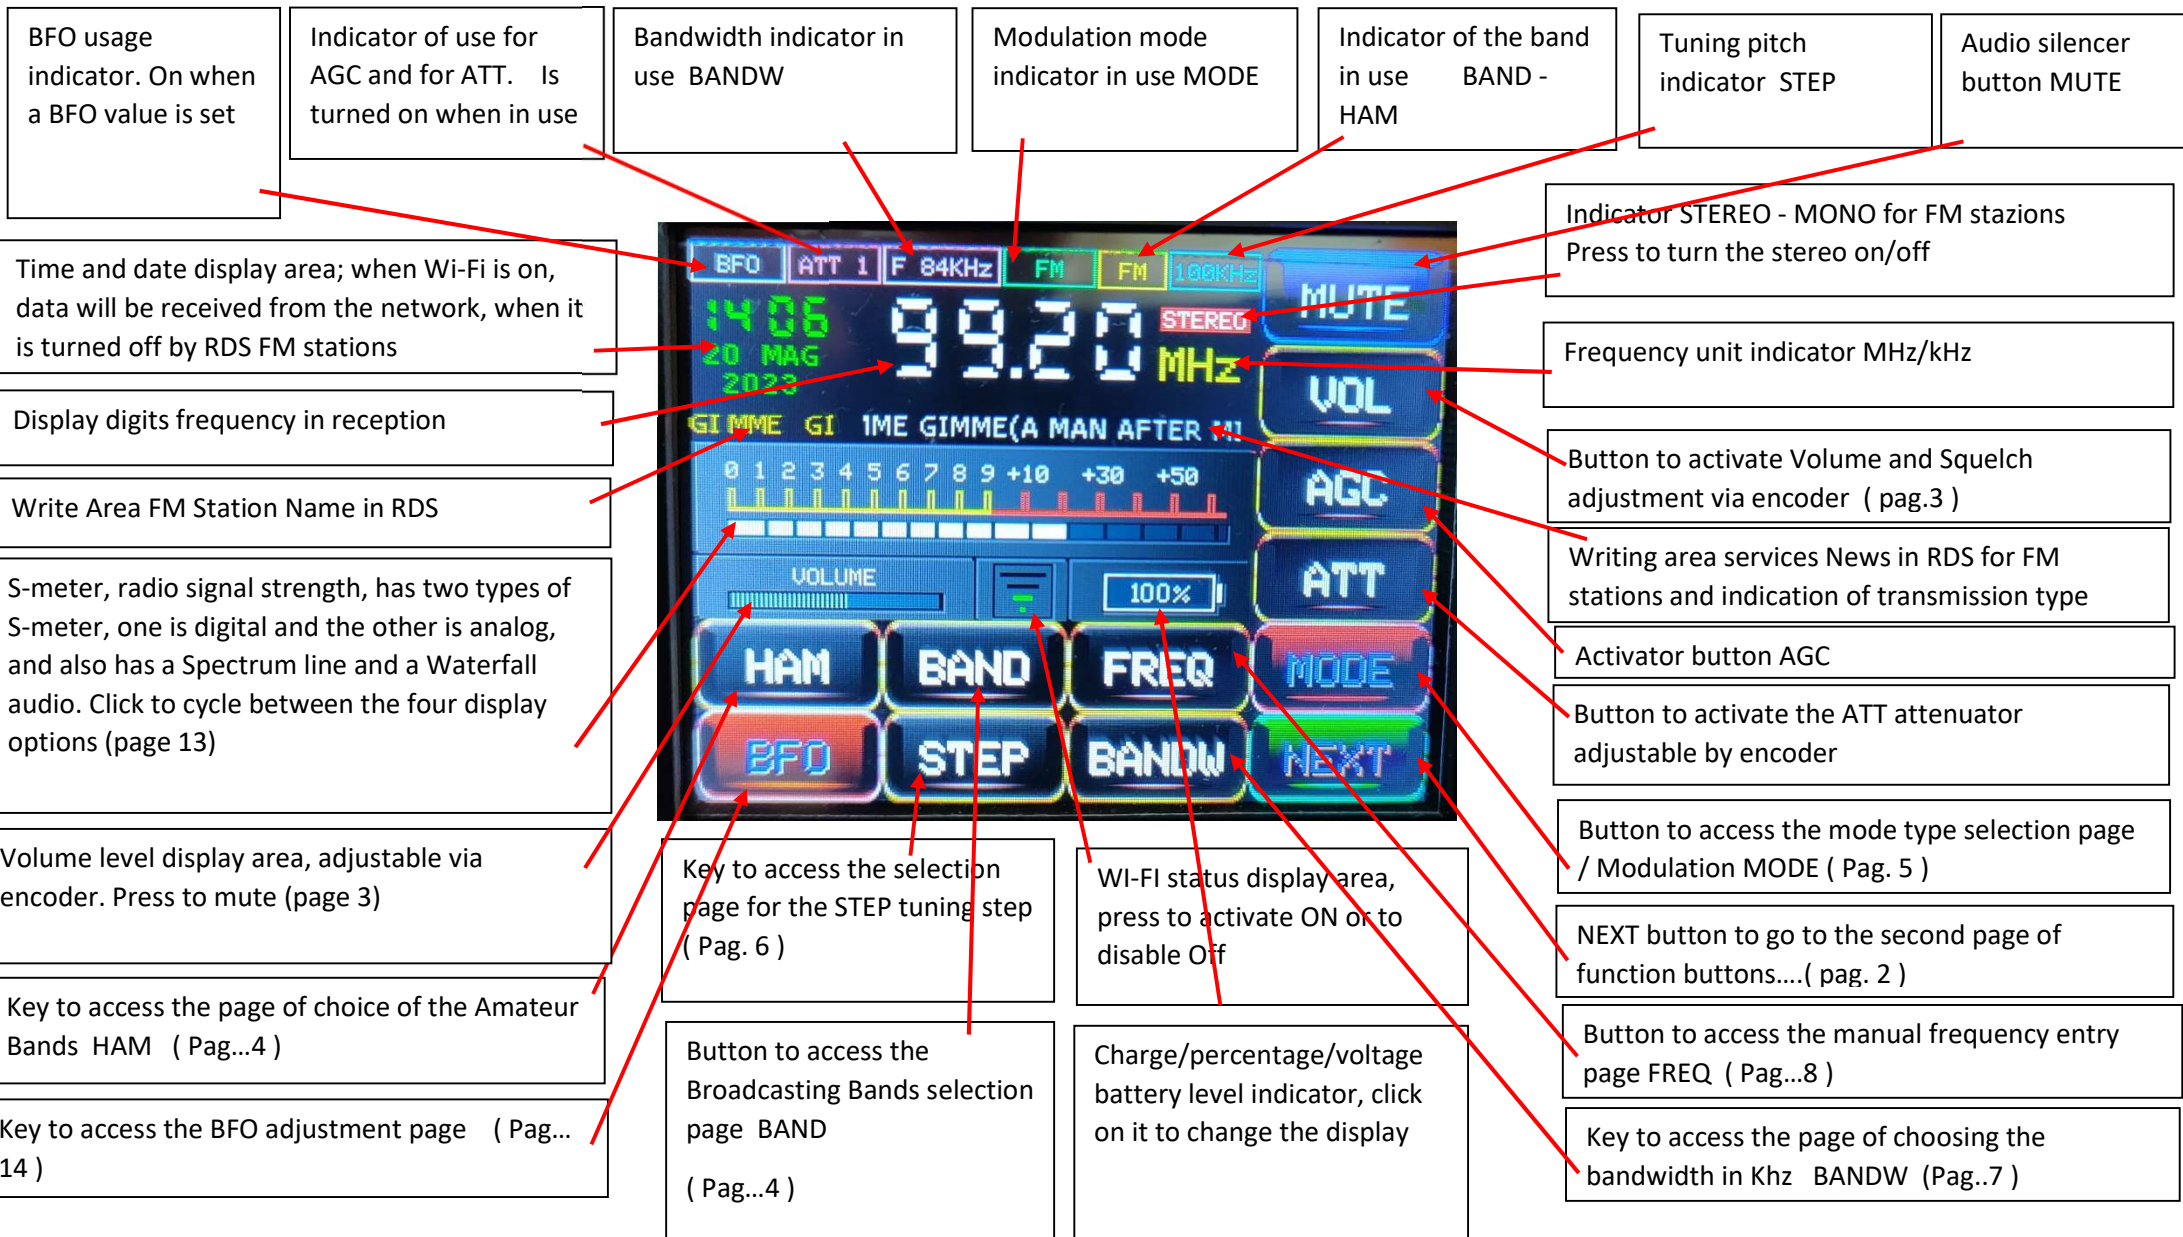 BFO usage
indicator. On when
a BFO value is set
Indicator of use for
AGC and for ATT. Is
turned on when in use
Bandwidth indicator in
use BANDW
Modulation mode
indicator in use MODE
Indicator of the band
in use BAND -
HAM
Tuning pitch
indicator STEP
Audio silencer
button MUTE
Time and date display area; when Wi-Fi is on,
data will be received from the network, when it
is turned off by RDS FM stations
Display digits frequency in reception
Write Area FM Station Name in RDS
S-meter, radio signal strength, has two types of
S-meter, one is digital and the other is analog,
and also has a Spectrum line and a Waterfall
audio. Click to cycle between the four display
options (page 13)
Volume level display area, adjustable via
encoder. Press to mute (page 3)
Key to access the page of choice of the Amateur
Bands HAM ( Pag...4 )
Key to access the BFO adjustment page ( Pag...
14 )
BFO ATT 1 F 84KHz FM FM 100KHz
MUTE
14 06
99.20
STEREO
20 MAG
MHz
2023
VOL
GIMME GI IME GIMME(A MAN AFTER MI
0 1 2 3 4 5 6 7 8 9 +10 +30 +50
AGC
VOLUME
100%
ATT
HAM BAND FREQ MODE
BFO STEP BANDW NEXT
Key to access the selection
page for the STEP tuning step
( Pag. 6 )
Button to access the
Broadcasting Bands selection
page BAND
( Pag...4 )
WI-FI status display area,
press to activate ON or to
disable Off
Charge/percentage/voltage
battery level indicator, click
on it to change the display
Indicator STEREO - MONO for FM stazions
Press to turn the stereo on/off
Frequency unit indicator MHz/kHz
Button to activate Volume and Squelch
adjustment via encoder ( pag.3 )
Writing area services News in RDS for FM
stations and indication of transmission type
Activator button AGC
Button to activate the ATT attenuator
adjustable by encoder
Button to access the mode type selection page
/ Modulation MODE ( Pag. 5 )
NEXT button to go to the second page of
function buttons....( pag. 2 )
Button to access the manual frequency entry
page FREQ ( Pag...8 )
Key to access the page of choosing the
bandwidth in Khz BANDW (Pag..7 )